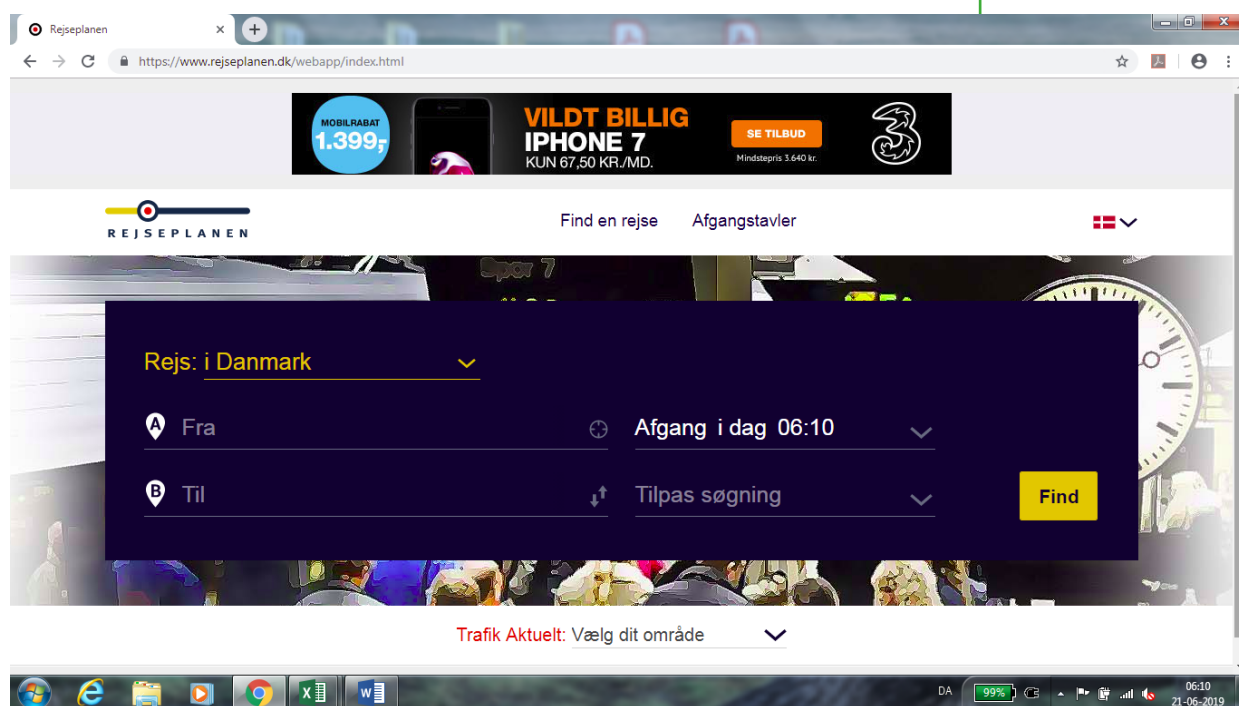 Rejseplanen
https://www.rejseplanen.dk/webapp/index.html
MOBILRABAT
1.399,-
VILDT BILLIG
IPHONE 7
KUN 67,50 KR./MD.
SE TILBUD
Mindstepris 3.640 kr.
3
REJSEPLANEN
Find en rejse
Afgangstavler
Spor 7
Rejs: i Danmark
A Fra
Afgang i dag 06:10
B Til
Tilpas søgning
Find
Trafik Aktuelt: Vælg dit område
DA
99%
06:10
21-06-2019